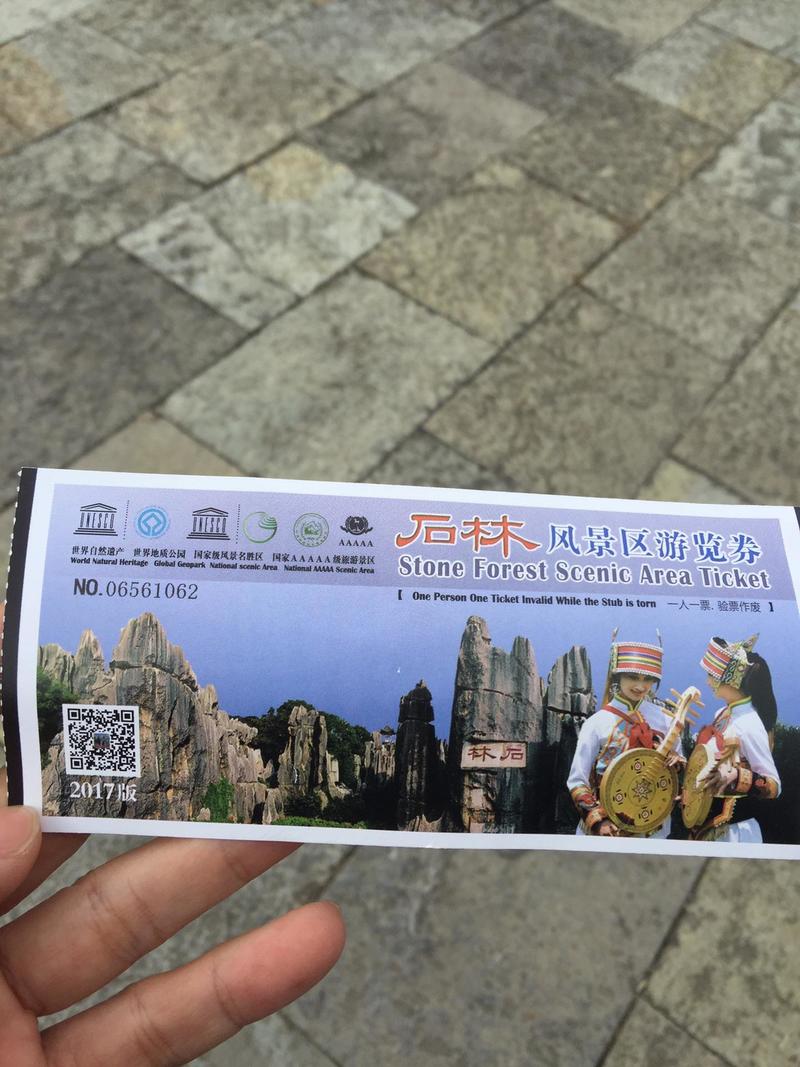 UNESCO UNESCO AAAAA
世界自然遗产 世界地质公园 国家级风景名胜区 国家AAAAA级旅游景区
World Natural Heritage Global Geopark National scenic Area National AAAAA Scenic Area
NO.06561062
石林 风景区游览券
Stone Forest Scenic Area Ticket
【 One Person One Ticket Invalid While the Stub is torn 一人一票. 验票作废 】
林石
2017版